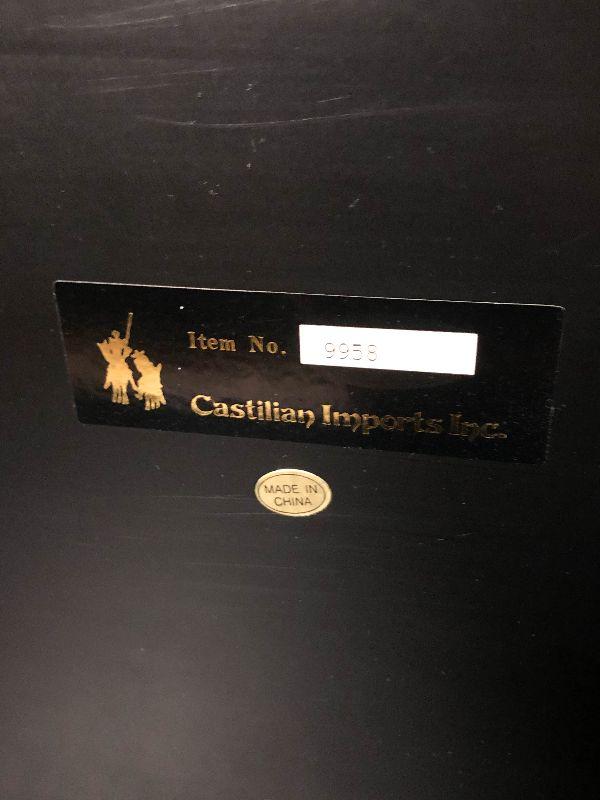 Item No. 9958
Castilian Imports Inc.
MADE IN
CHINA